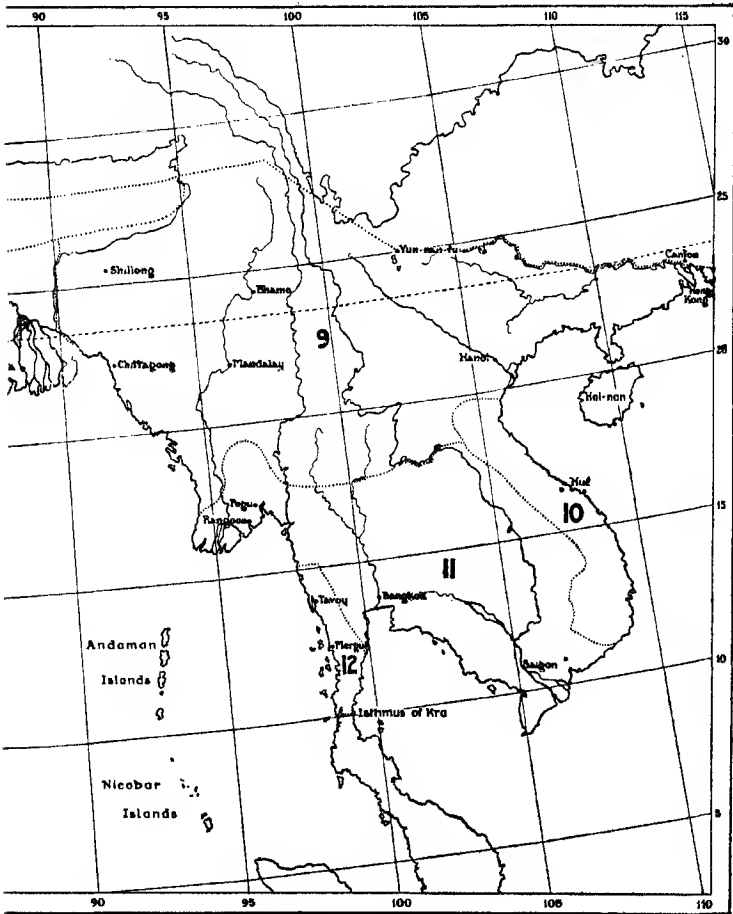 90 95 100 105 110 115
30
25
Yun-nan-fu
Canton
Shillong
Bhamo
Hong
Kong
20
9
Hanoi
Chittagong
Mandalay
Hai-nan
Hué
15
Pegu
10
Rangoon
11
Tavoy
Bangkok
Andaman
Mergui
10
12
Saigon
Islands
Isthmus of Kra
Nicobar
5
Islands
90 95 100 105 110